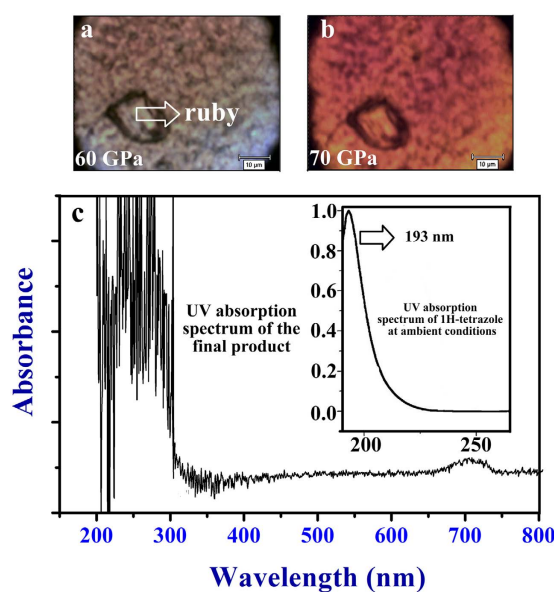 a
ruby
60 GPa
10 µm
b
70 GPa
10 µm
c
Absorbance
UV absorption
spectrum of the
final product
1.0
0.8
0.6
0.4
0.2
0.0
193 nm
UV absorption
spectrum of 1H-tetrazole
at ambient conditions
200
250
200
300
400
500
600
700
800
Wavelength (nm)